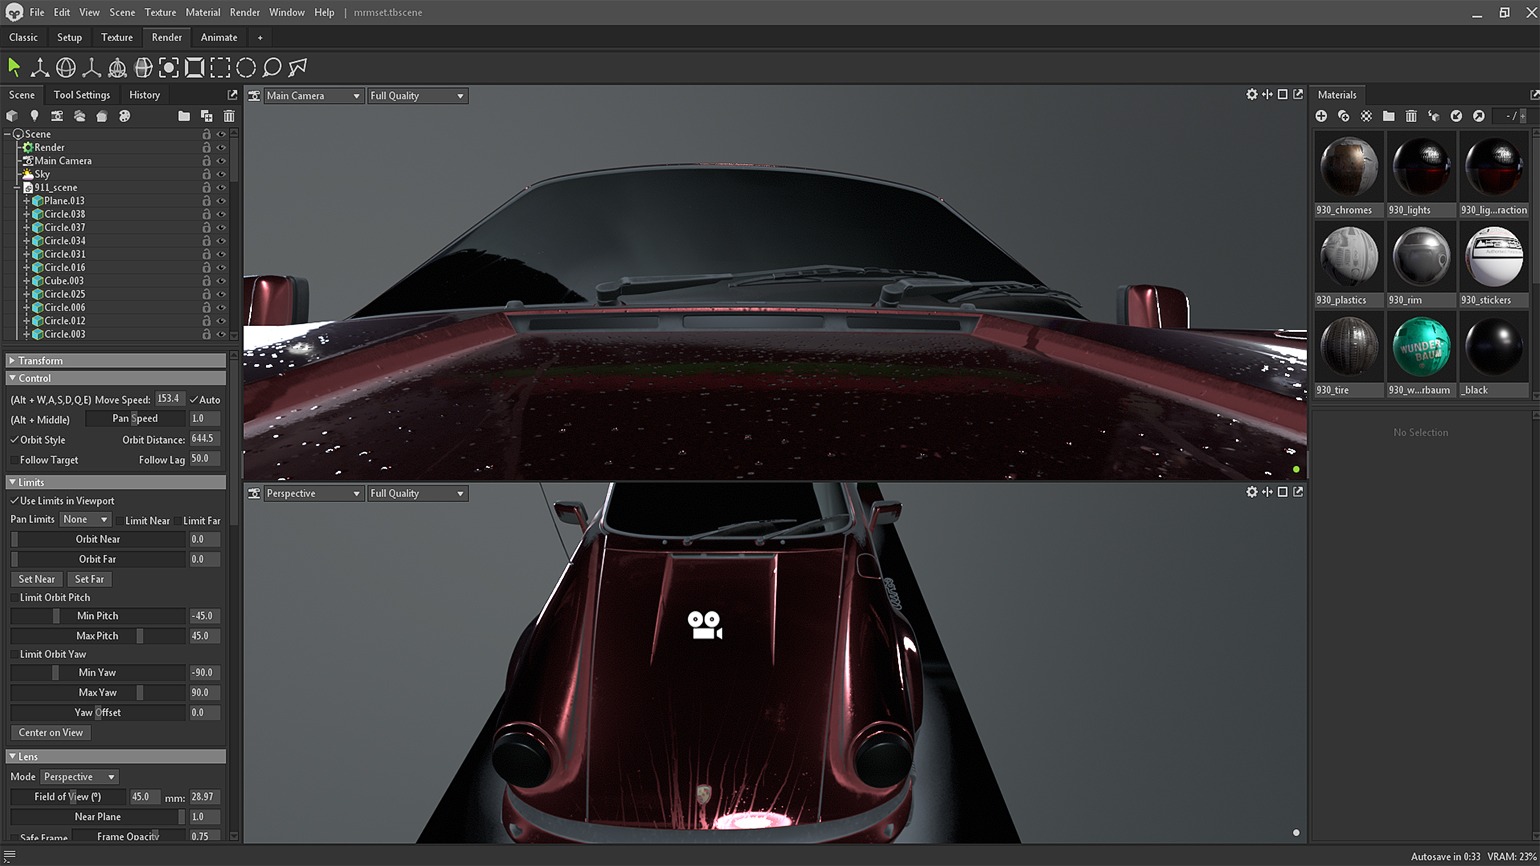 File Edit View Scene Texture Material Render Window Help | mrmset.tbscene
Classic Setup Texture Render Animate +
Scene Tool Settings History
Scene
Render
Main Camera
Sky
911_scene
Plane.013
Circle.038
Circle.037
Circle.034
Circle.031
Circle.016
Cube.003
Circle.025
Circle.006
Circle.012
Circle.003
Transform
Control
(Alt + W,A,S,D,Q,E) Move Speed: 153.4 Auto
(Alt + Middle) Pan Speed 1.0
Orbit Style Orbit Distance: 644.5
Follow Target Follow Lag 50.0
Limits
Use Limits in Viewport
Pan Limits None Limit Near Limit Far
Orbit Near 0.0
Orbit Far 0.0
Set Near Set Far
Limit Orbit Pitch
Min Pitch -45.0
Max Pitch 45.0
Limit Orbit Yaw
Min Yaw -90.0
Max Yaw 90.0
Yaw Offset 0.0
Center on View
Lens
Mode Perspective
Field of View (°) 45.0 mm: 28.97
Near Plane 1.0
Safe Frame Frame Opacity 0.75
Main Camera Full Quality
Perspective Full Quality
Materials
- / +
930_chromes 930_lights 930_lig...raction
930_plastics 930_rim 930_stickers
WUNDER-
BAUM
930_tire 930_w...rbaum _black
No Selection
Autosave in 0:33 VRAM: 23%